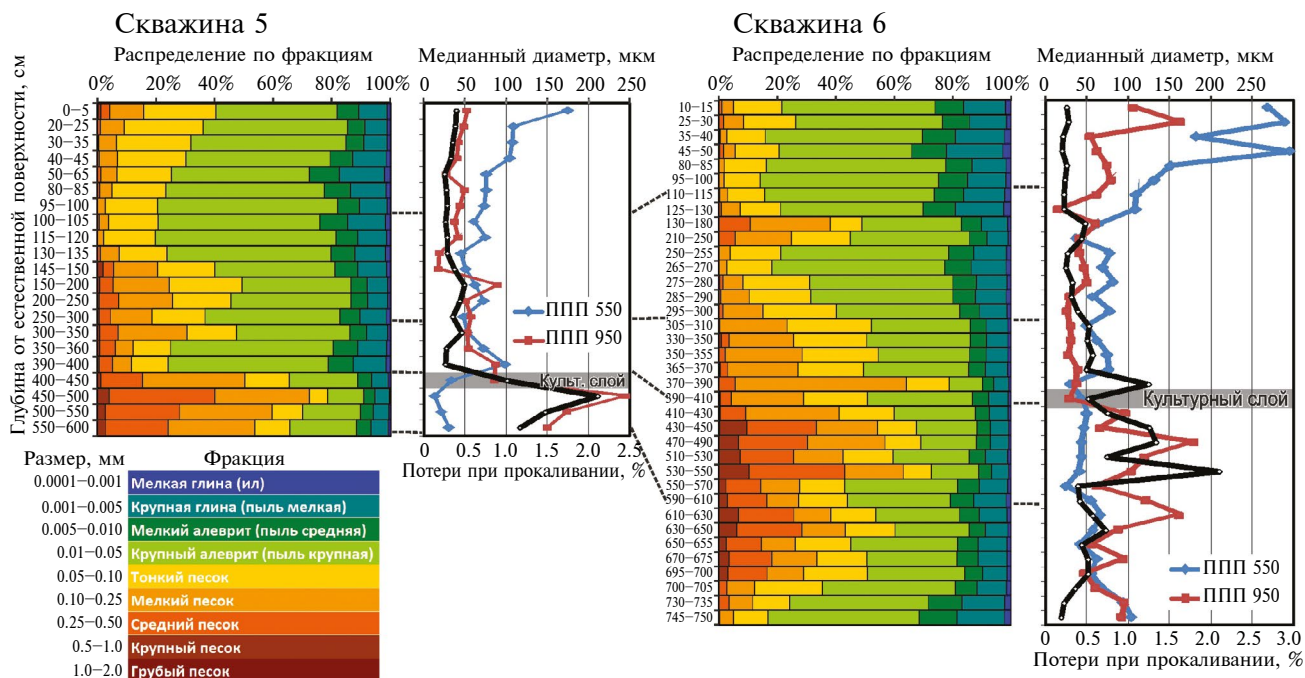 Скважина 5
Распределение по фракциям
0% 20% 40% 60% 80% 100%
Глубина от естественной поверхности, см
0–5
20–25
30–35
40–45
50–65
80–85
95–100
100–105
115–120
130–135
145–150
150–200
200–250
250–300
300–350
350–360
390–400
400–450
450–500
500–550
550–600
Медианный диаметр, мкм
0 50 100 150 200 250
ППП 550
ППП 950
Культ. слой
0 0.5 1.0 1.5 2.0 2.5
Потери при прокаливании, %
Размер, мм Фракция
0.0001–0.001 Мелкая глина (ил)
0.001–0.005 Крупная глина (пыль мелкая)
0.005–0.010 Мелкий алеврит (пыль средняя)
0.01–0.05 Крупный алеврит (пыль крупная)
0.05–0.10 Тонкий песок
0.10–0.25 Мелкий песок
0.25–0.50 Средний песок
0.5–1.0 Крупный песок
1.0–2.0 Грубый песок
Скважина 6
Распределение по фракциям
0% 20% 40% 60% 80% 100%
10–15
25–30
35–40
45–50
80–85
95–100
110–115
125–130
130–180
210–250
250–255
265–270
275–280
285–290
295–300
305–310
330–350
350–355
365–370
370–390
390–410
410–430
430–450
470–490
510–530
530–550
550–570
590–610
610–630
630–650
650–655
670–675
695–700
700–705
730–735
745–750
Медианный диаметр, мкм
0 50 100 150 200 250 300
Культурный слой
ППП 550
ППП 950
0 0.5 1.0 1.5 2.0 2.5 3.0
Потери при прокаливании, %